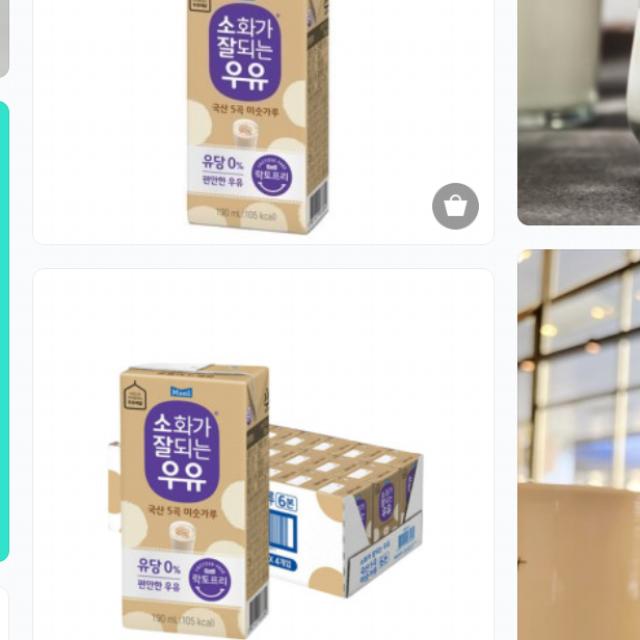 소화가
잘되는
우유
국산 5곡 미숫가루
유당 0%
편안한 우유
락토프리
190 mL(105 kcal)
Maeil
소화가
잘되는
우유
국산 5곡 미숫가루
유당 0%
편안한 우유
락토프리
190 mL(105 kcal)
6본
X 4개입